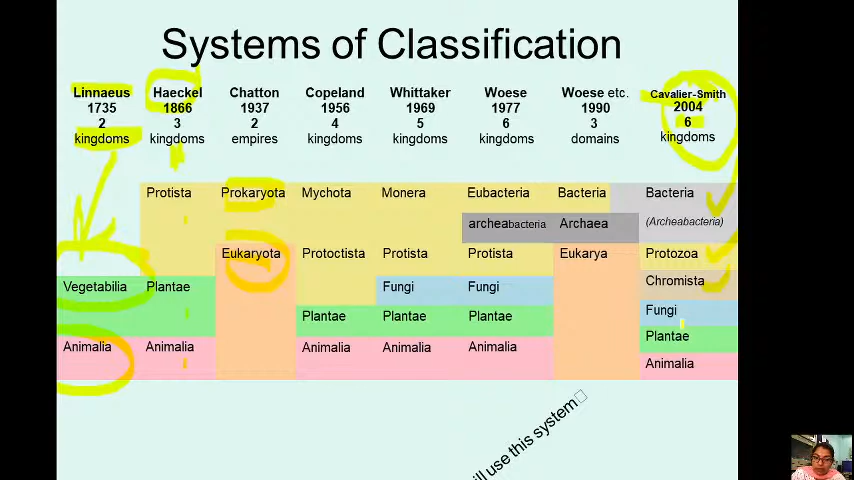 Systems of Classification
Linnaeus Haeckel Chatton Copeland Whittaker Woese Woese etc. Cavalier-Smith
1735 1866 1937 1956 1969 1977 1990 2004
2 3 2 4 5 6 3 6
kingdoms kingdoms empires kingdoms kingdoms kingdoms domains kingdoms
Protista Prokaryota Mychota Monera Eubacteria Bacteria Bacteria
archeabacteria Archaea (Archeabacteria)
Eukaryota Protoctista Protista Protista Eukarya Protozoa
Vegetabilia Plantae Fungi Fungi Chromista
Fungi
Plantae Plantae Plantae Plantae
Animalia Animalia Animalia Animalia Animalia Animalia
use this system